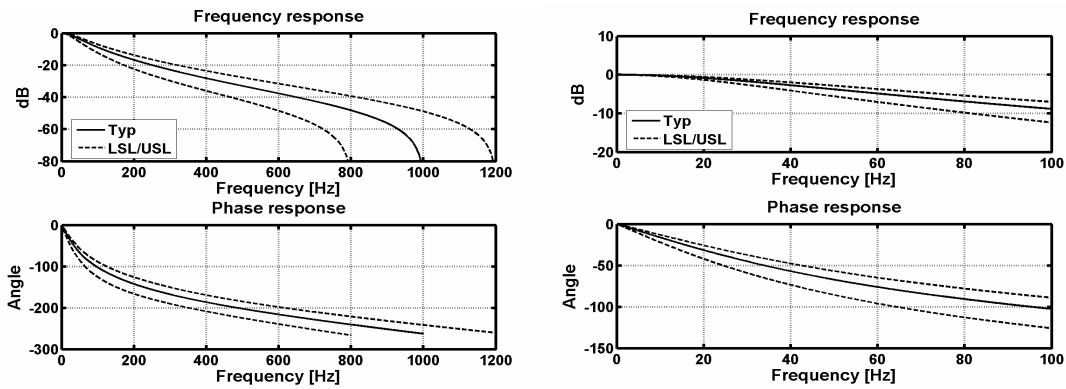 Frequency response
0
-20
-40
-60
-80
dB
Typ
LSL/USL
0 200 400 600 800 1000 1200
Frequency [Hz]
Phase response
0
-100
-200
-300
Angle
0 200 400 600 800 1000 1200
Frequency [Hz]
Frequency response
10
0
-10
-20
dB
Typ
LSL/USL
0 20 40 60 80 100
Frequency [Hz]
Phase response
0
-50
-100
-150
Angle
0 20 40 60 80 100
Frequency [Hz]